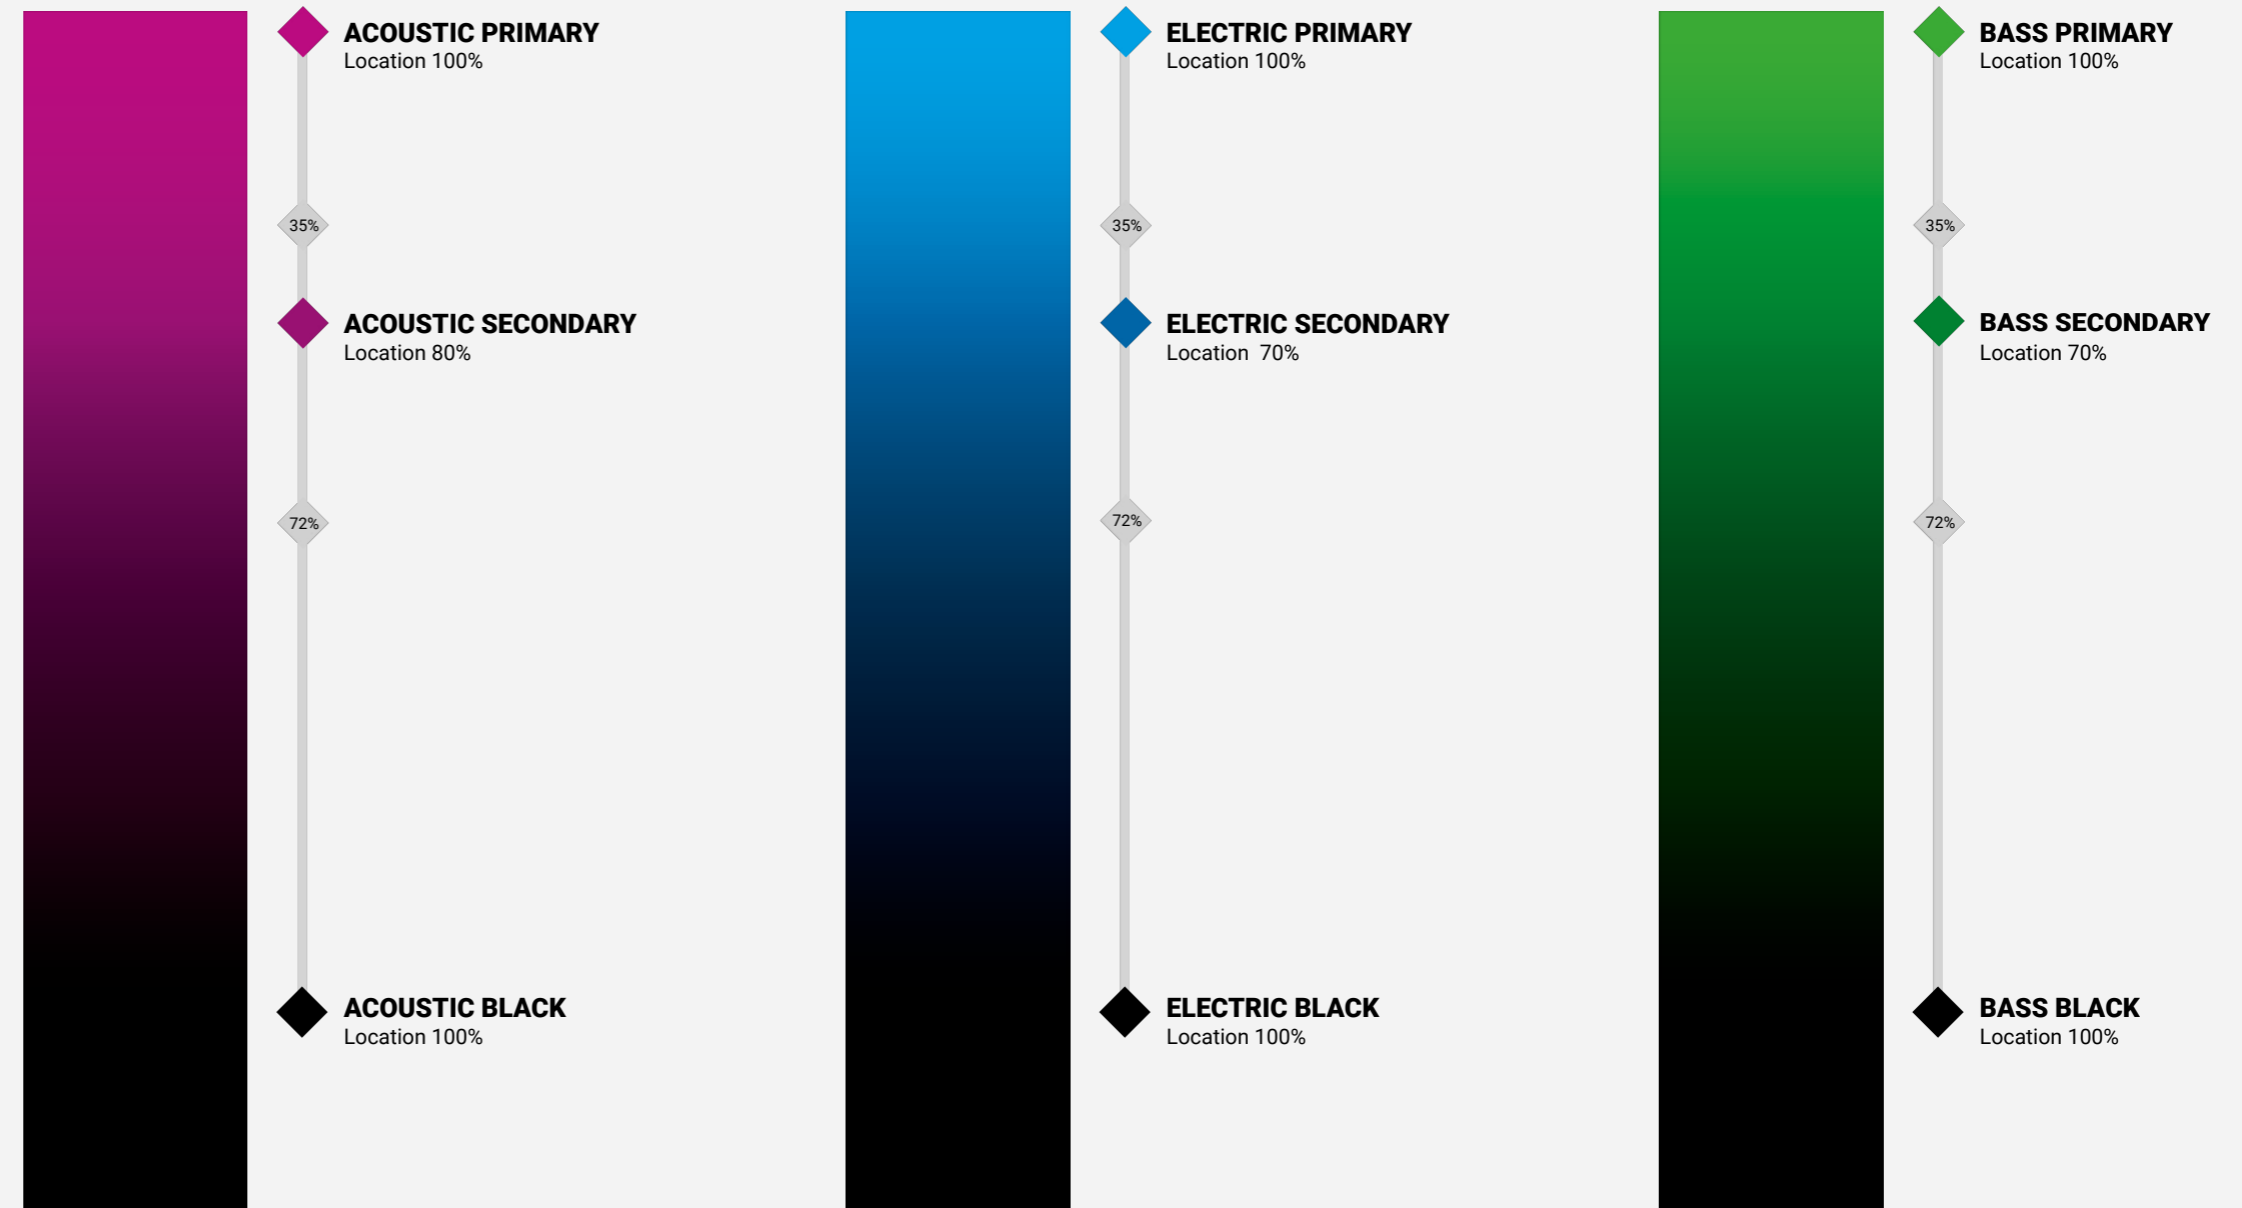 ACOUSTIC PRIMARY
Location 100%
35%
ACOUSTIC SECONDARY
Location 80%
72%
ACOUSTIC BLACK
Location 100%
ELECTRIC PRIMARY
Location 100%
35%
ELECTRIC SECONDARY
Location  70%
72%
ELECTRIC BLACK
Location 100%
BASS PRIMARY
Location 100%
35%
BASS SECONDARY
Location 70%
72%
BASS BLACK
Location 100%